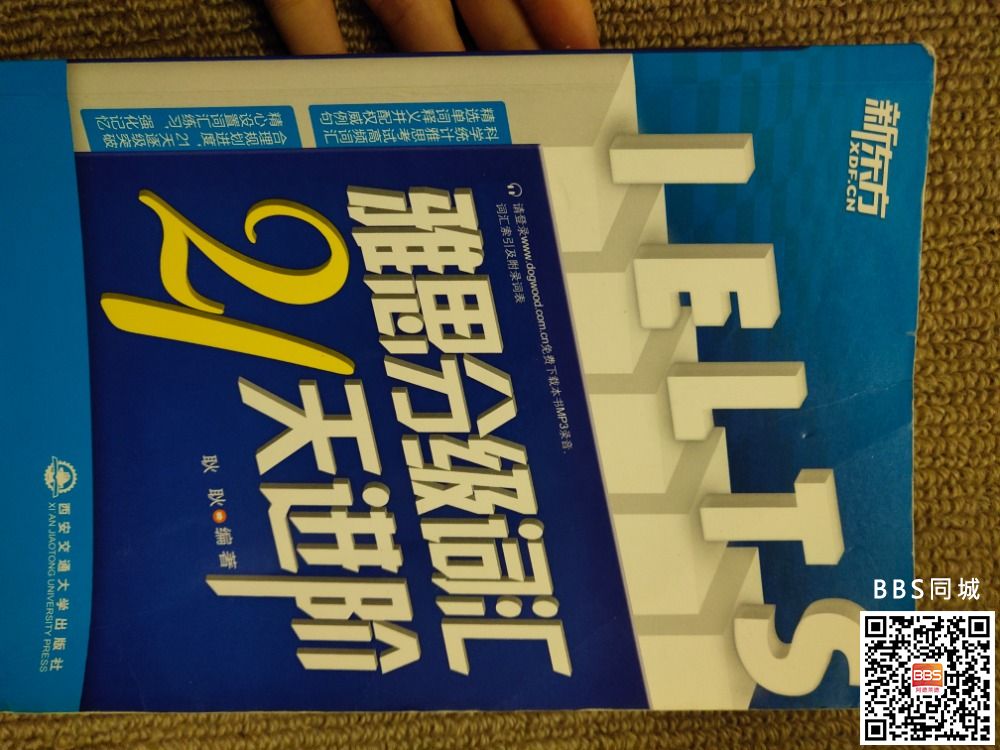 新东方
XDF.CN
IELTS
科学统计雅思考试高频词汇
精选单词释义并配权威例句
合理规划进度，21天逐级突破
精心设置词汇练习，强化记忆
请登录www.dogwood.com.cn免费下载本书MP3录音、
词汇索引及附录词表
雅思分级词汇
21天进阶
耿耿 编著
西安交通大学出版社
XI'AN JIAOTONG UNIVERSITY PRESS
BBS同城
BBS